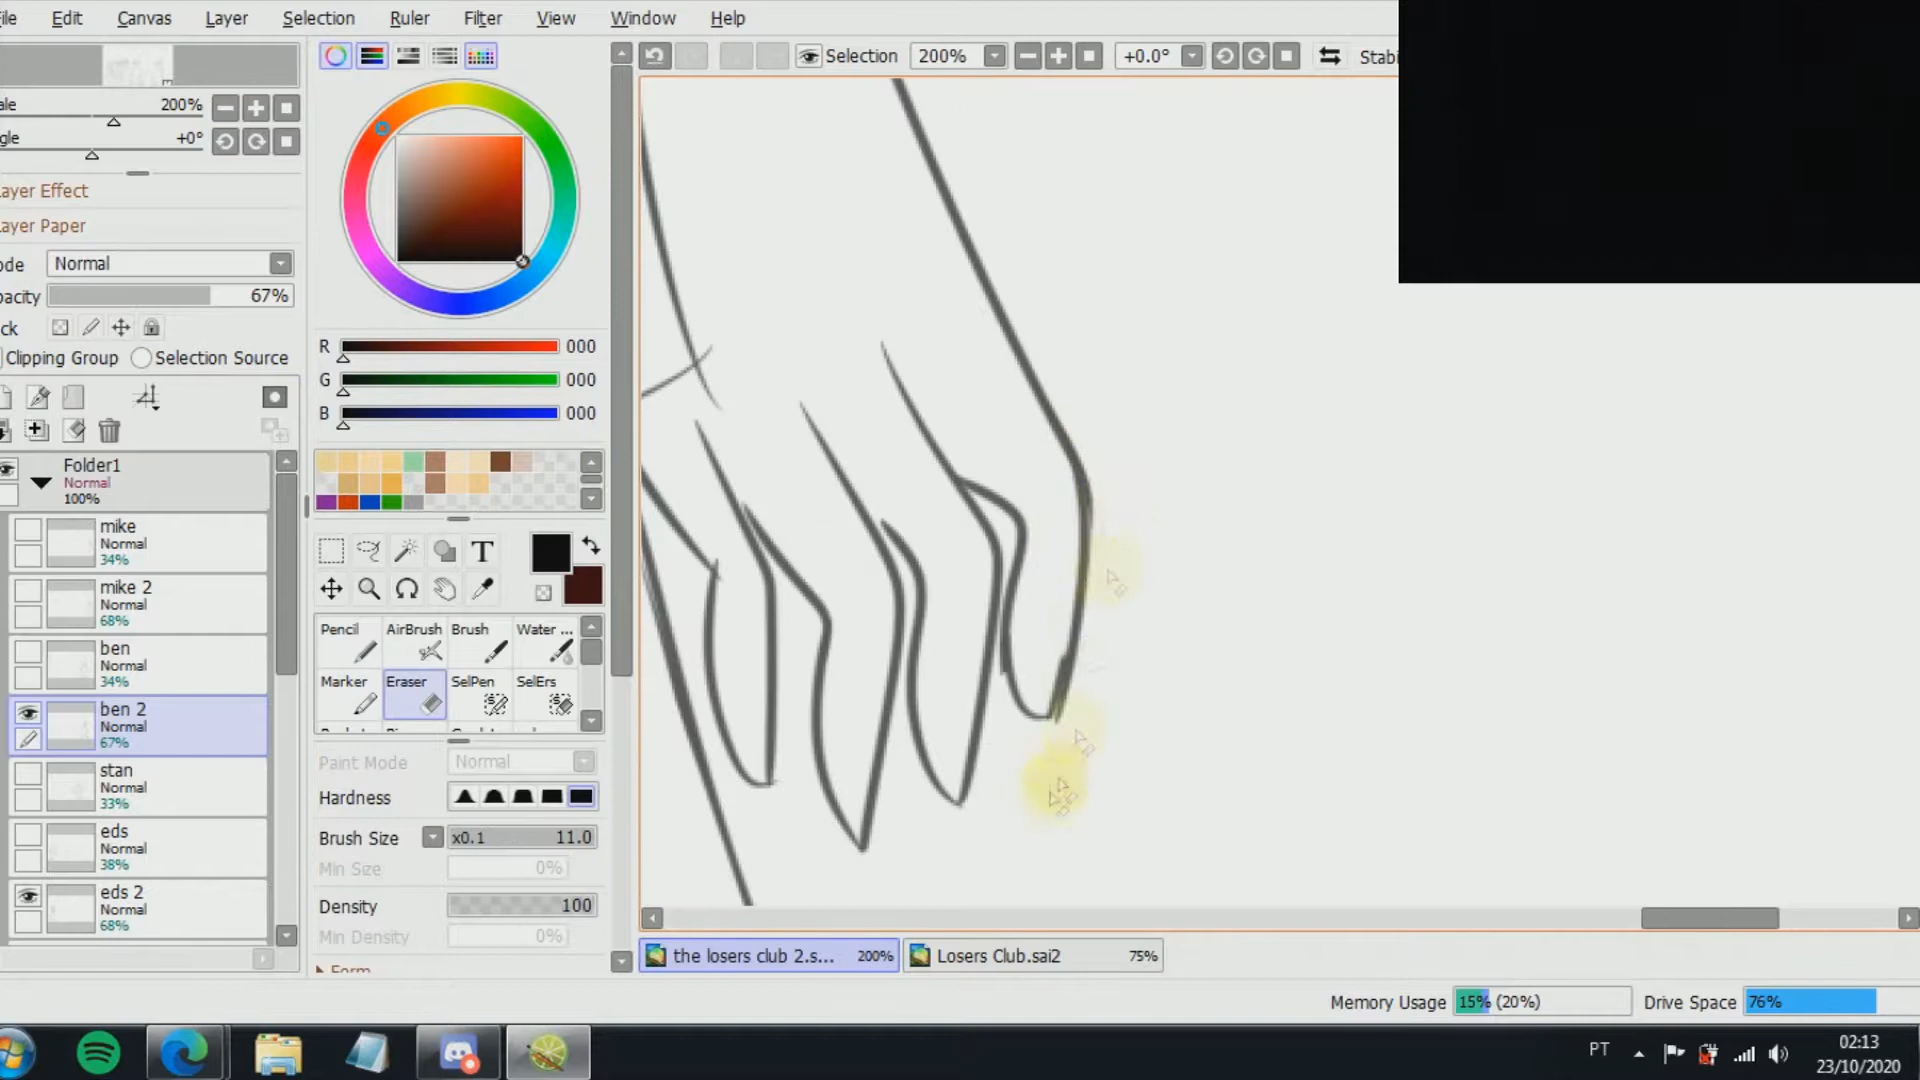 File Edit Canvas Layer Selection Ruler Filter View Window Help
Selection 200% +0.0° Stabi
ale 200%
gle +0°
ayer Effect
ayer Paper
ode Normal
pacity 67%
ck
Clipping Group Selection Source
R 000
G 000
B 000
Folder1
Normal
100%
mike
Normal
34%
mike 2
Normal
68%
ben
Normal
34%
ben 2
Normal
67%
stan
Normal
33%
eds
Normal
38%
eds 2
Normal
68%
T
Pencil AirBrush Brush Water ...
Marker Eraser SelPen SelErs
Paint Mode Normal
Hardness
Brush Size x0.1 11.0
Min Size 0%
Density 100
Min Density 0%
Form
the losers club 2.s... 200% Losers Club.sai2 75%
Memory Usage 15% (20%) Drive Space 76%
PT
02:13
23/10/2020